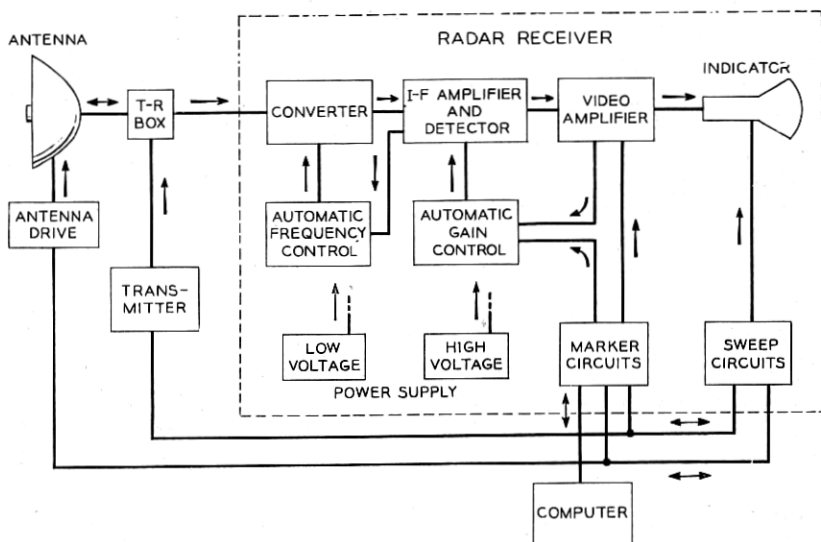 RADAR RECEIVER
ANTENNA
INDICATOR
T-R
BOX
CONVERTER
I-F AMPLIFIER
AND
DETECTOR
VIDEO
AMPLIFIER
ANTENNA
DRIVE
AUTOMATIC
FREQUENCY
CONTROL
AUTOMATIC
GAIN
CONTROL
TRANS-
MITTER
LOW
VOLTAGE
HIGH
VOLTAGE
MARKER
CIRCUITS
SWEEP
CIRCUITS
POWER SUPPLY
COMPUTER